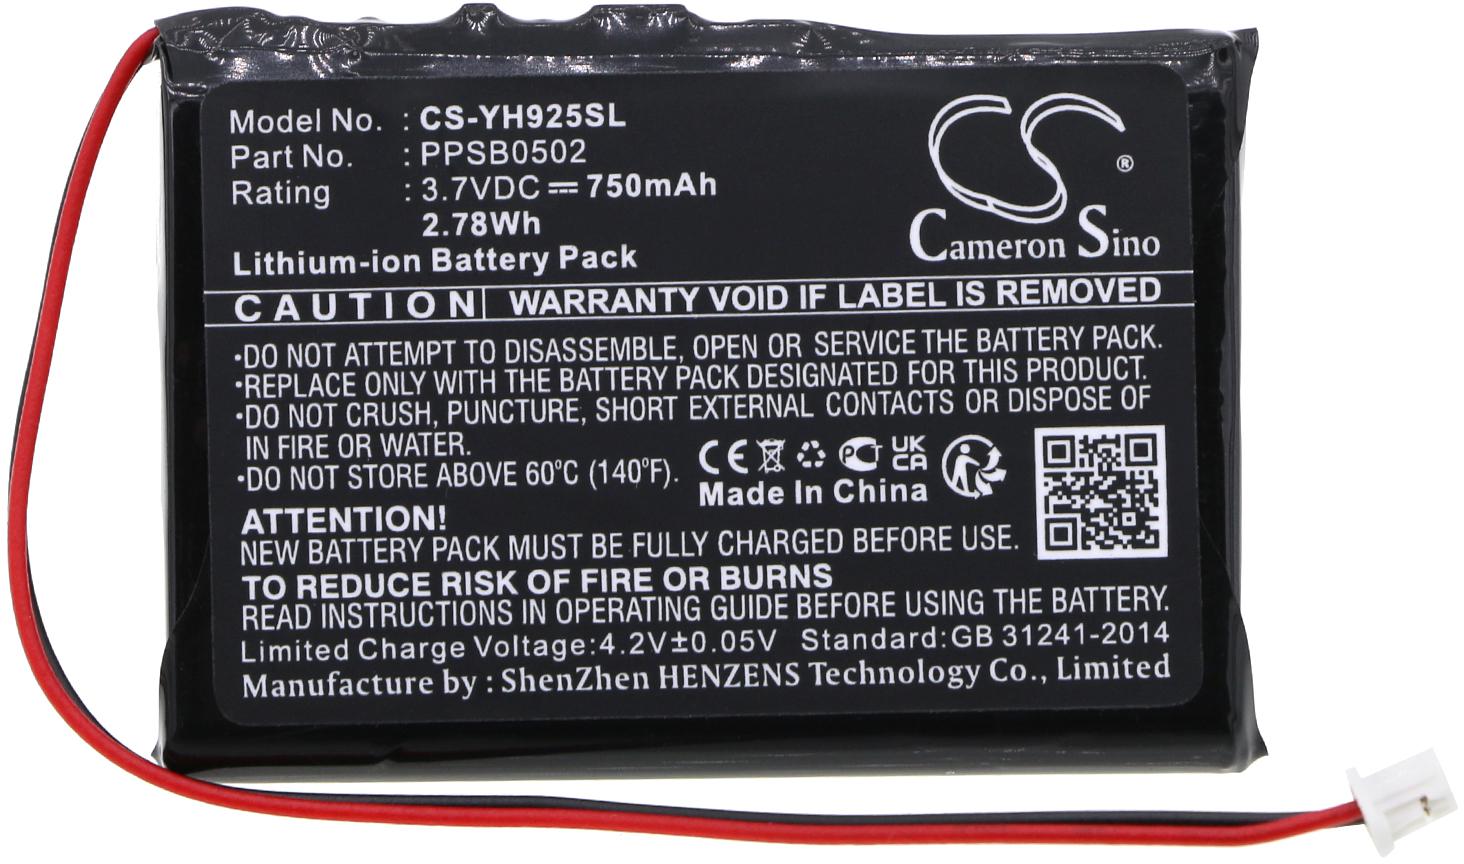 Model No. : CS-YH925SL
Part No. : PPSB0502
Rating : 3.7VDC ⎓ 750mAh
2.78Wh
Lithium-ion Battery Pack
CS ®
Cameron Sino
CAUTION | WARRANTY VOID IF LABEL IS REMOVED
•DO NOT ATTEMPT TO DISASSEMBLE, OPEN OR SERVICE THE BATTERY PACK.
•REPLACE ONLY WITH THE BATTERY PACK DESIGNATED FOR THIS PRODUCT.
•DO NOT CRUSH, PUNCTURE, SHORT EXTERNAL CONTACTS OR DISPOSE OF
IN FIRE OR WATER.
•DO NOT STORE ABOVE 60°C (140°F).
CE PCT UK CA
Made In China
ATTENTION!
NEW BATTERY PACK MUST BE FULLY CHARGED BEFORE USE.
TO REDUCE RISK OF FIRE OR BURNS
READ INSTRUCTIONS IN OPERATING GUIDE BEFORE USING THE BATTERY.
Limited Charge Voltage:4.2V±0.05V Standard:GB 31241-2014
Manufacture by : ShenZhen HENZENS Technology Co., Limited